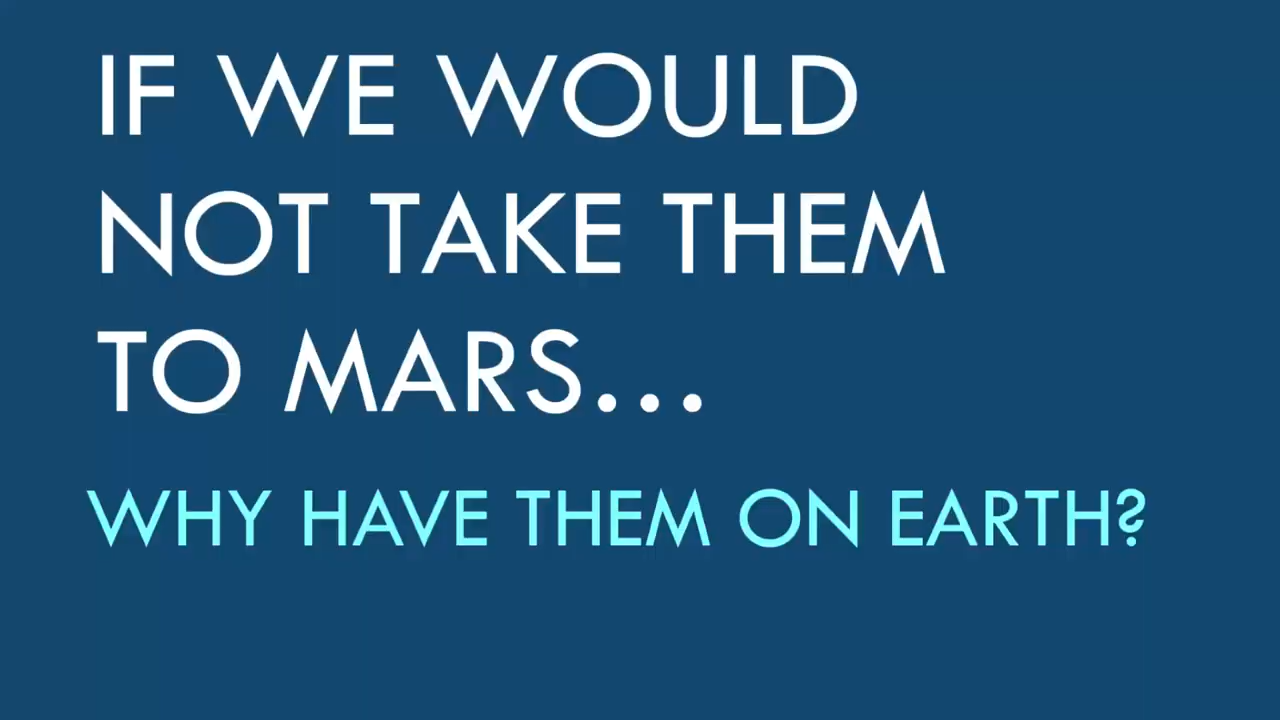 IF WE WOULD
NOT TAKE THEM
TO MARS...
WHY HAVE THEM ON EARTH?